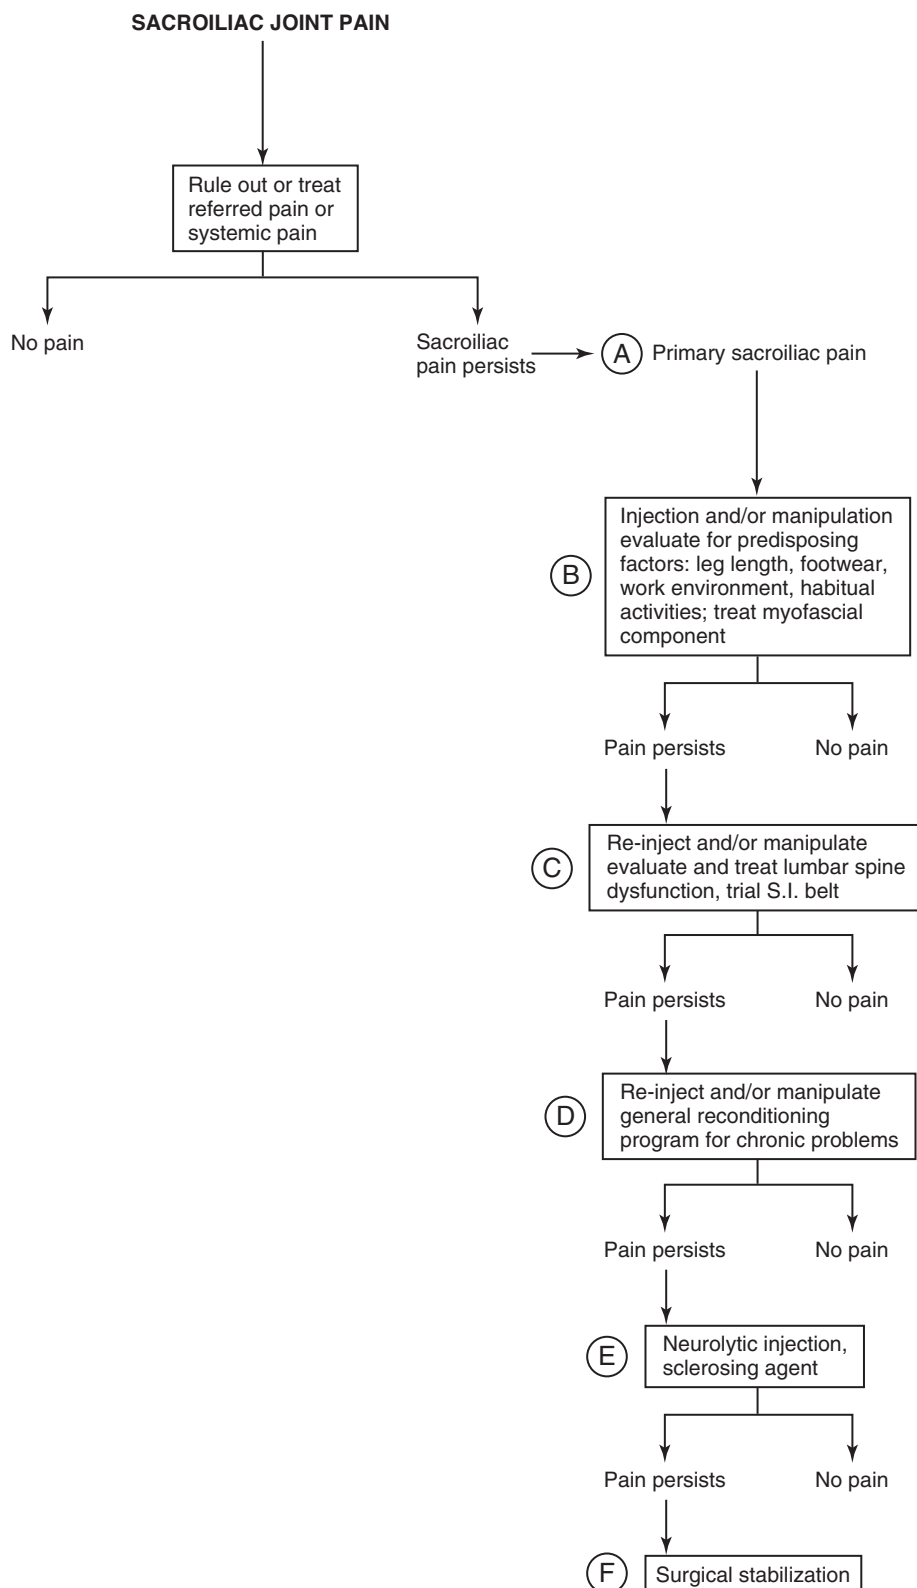 SACROILIAC JOINT PAIN
Rule out or treat
referred pain or
systemic pain
No pain
Sacroiliac
pain persists
A
Primary sacroiliac pain
Injection and/or manipulation
evaluate for predisposing
factors: leg length, footwear,
work environment, habitual
activities; treat myofascial
component
B
Pain persists
No pain
Re-inject and/or manipulate
evaluate and treat lumbar spine
dysfunction, trial S.I. belt
C
Pain persists
No pain
Re-inject and/or manipulate
general reconditioning
program for chronic problems
D
Pain persists
No pain
Neurolytic injection,
sclerosing agent
E
Pain persists
No pain
F
Surgical stabilization